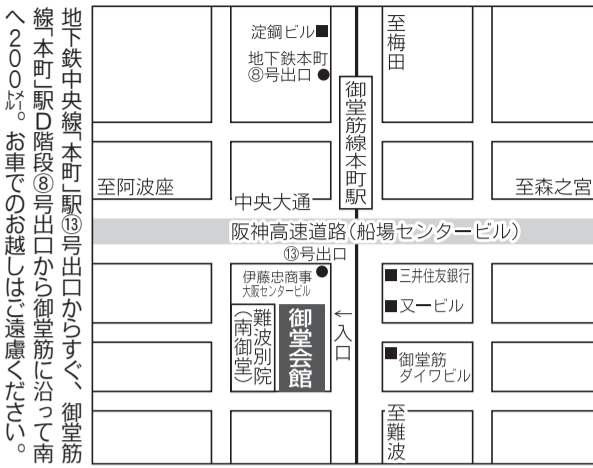 地下鉄中央線「本町」駅⑬号出口からすぐ、御堂筋
線「本町」駅D階段⑧号出口から御堂筋に沿って南
へ200㍍。お車でのお越しはご遠慮ください。
淀鋼ビル
地下鉄本町
⑧号出口
至梅田
御堂筋線本町駅
至阿波座
中央大通
至森之宮
阪神高速道路(船場センタービル)
⑬号出口
伊藤忠商事
大阪センタービル
三井住友銀行
又一ビル
難波別院
(南御堂)
御堂会館
←入口
御堂筋
ダイワビル
至難波